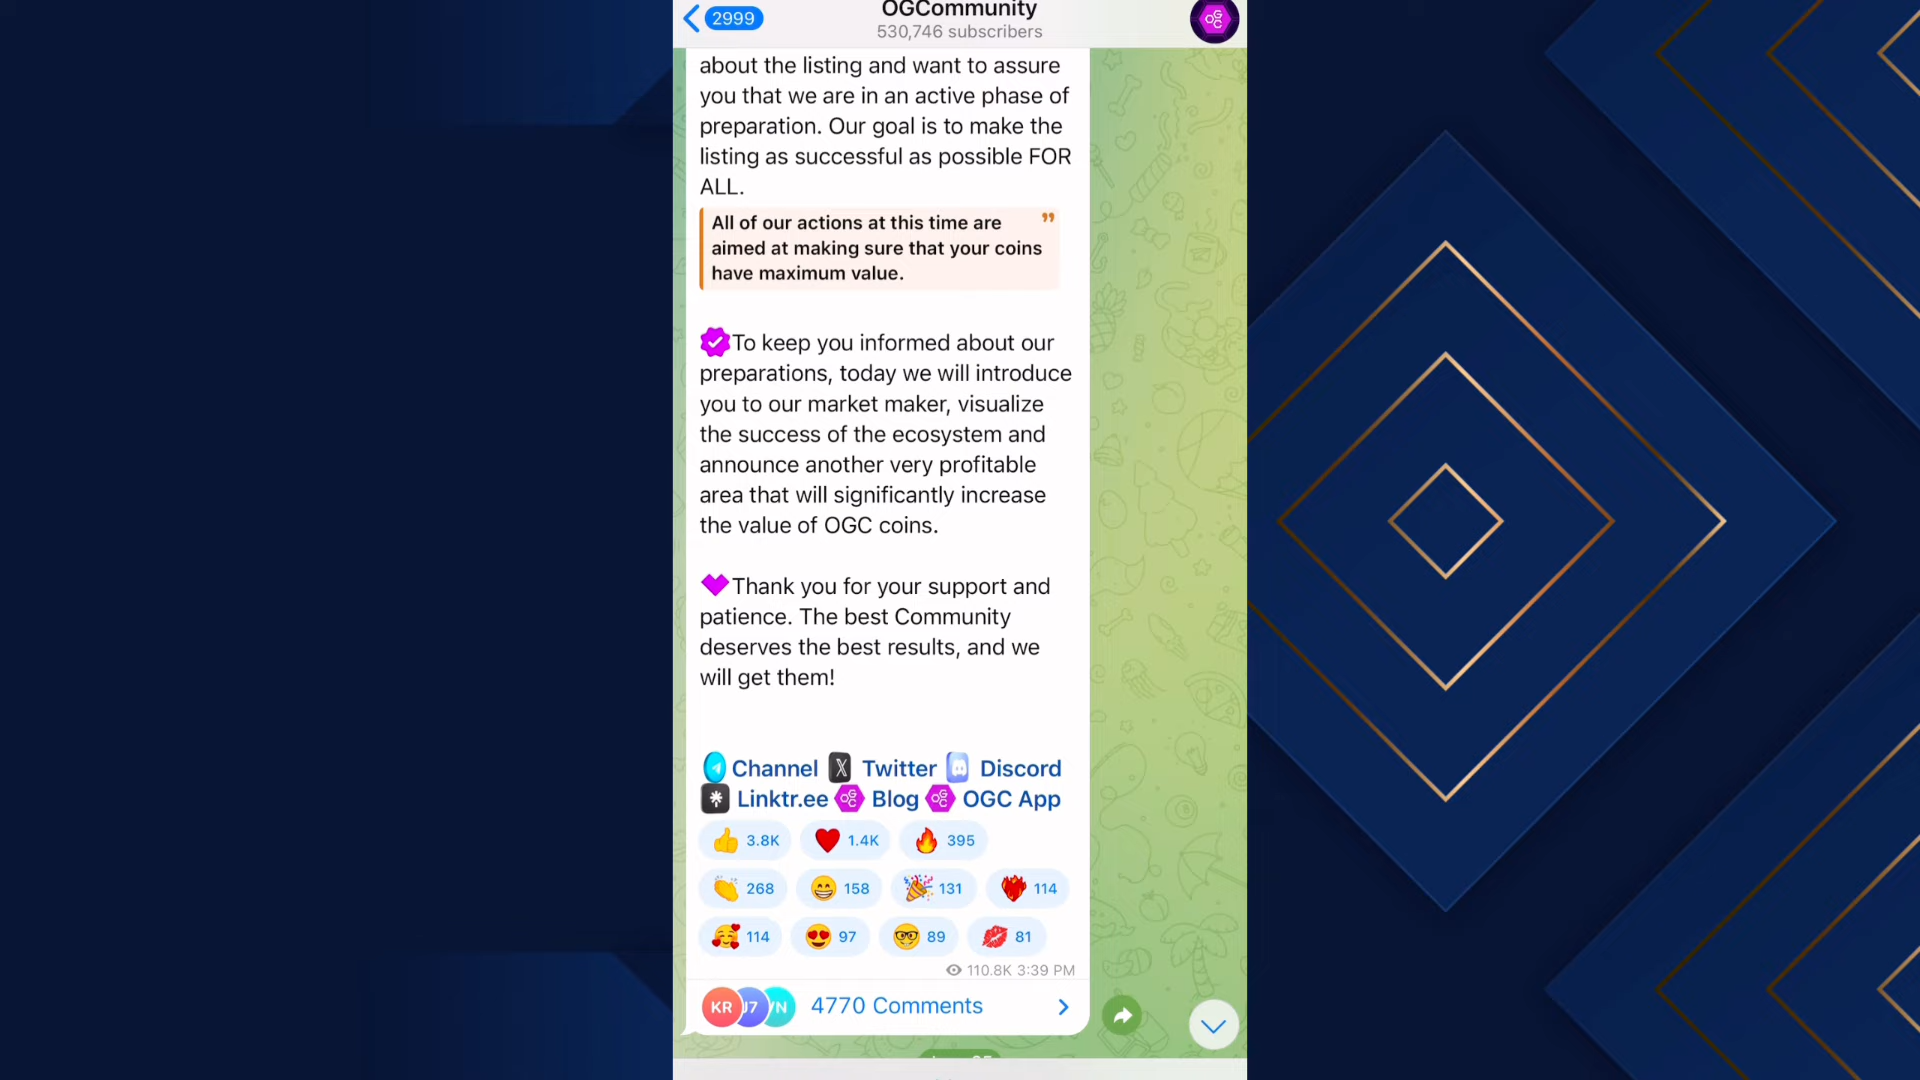 2999
OGCommunity
530,746 subscribers
about the listing and want to assure
you that we are in an active phase of
preparation. Our goal is to make the
listing as successful as possible FOR
ALL.
All of our actions at this time are
aimed at making sure that your coins
have maximum value.
To keep you informed about our
preparations, today we will introduce
you to our market maker, visualize
the success of the ecosystem and
announce another very profitable
area that will significantly increase
the value of OGC coins.
Thank you for your support and
patience. The best Community
deserves the best results, and we
will get them!
Channel Twitter Discord
Linktr.ee Blog OGC App
3.8K 1.4K 395
268 158 131 114
114 97 89 81
110.8K 3:39 PM
KR J7 4770 Comments